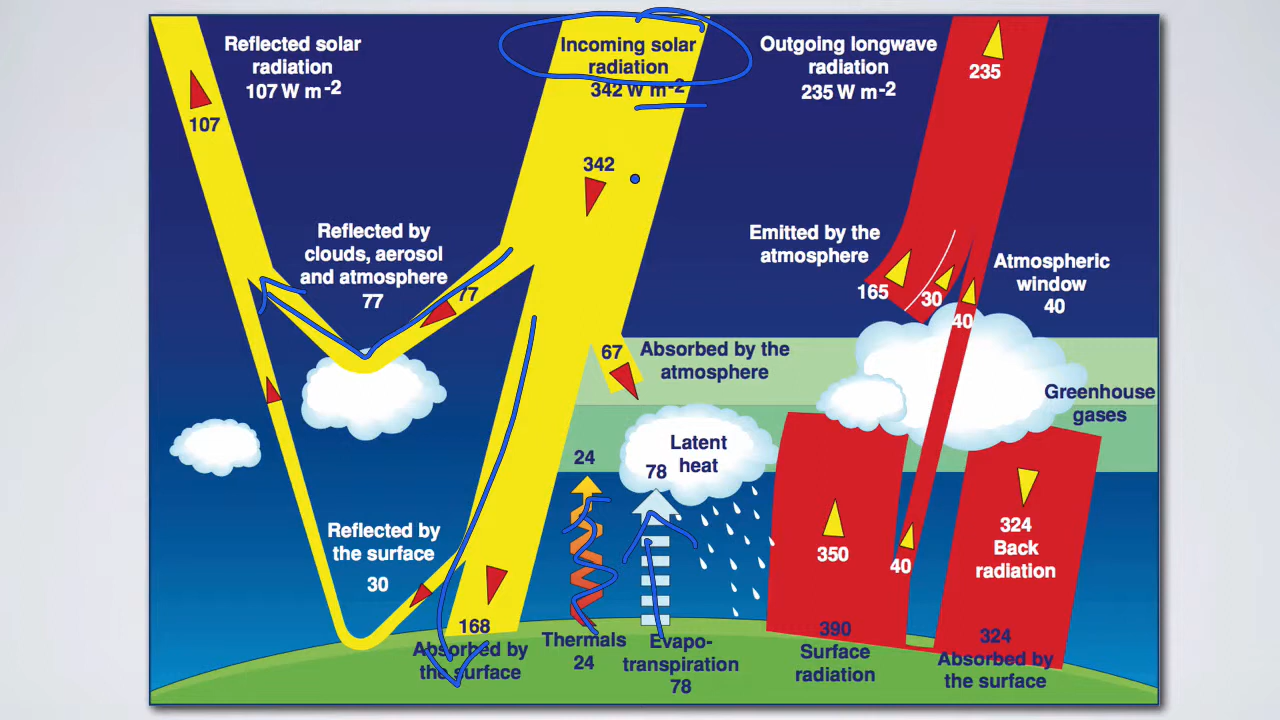 Reflected solar
radiation
107 W m-2
107
Incoming solar
radiation
342 W m-2
342
Outgoing longwave
radiation
235 W m-2
235
Reflected by
clouds, aerosol
and atmosphere
77
77
Emitted by the
atmosphere
165
30
40
Atmospheric
window
40
67
Absorbed by the
atmosphere
Greenhouse
gases
Latent
heat
24
78
350
40
324
Back
radiation
Reflected by
the surface
30
168
Absorbed by
the surface
Thermals
24
Evapo-
transpiration
78
390
Surface
radiation
324
Absorbed by
the surface